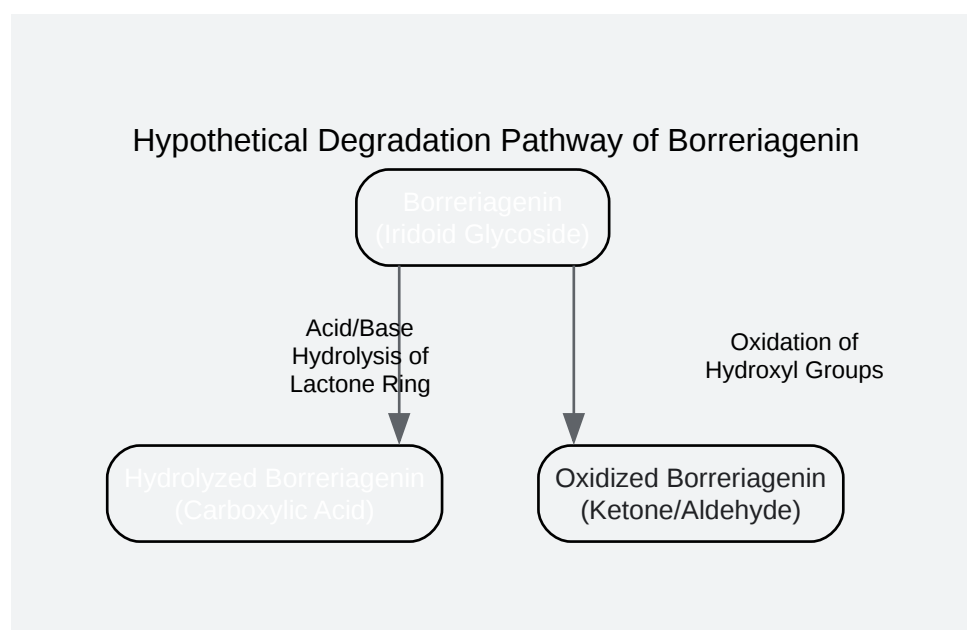 Hypothetical Degradation Pathway of Borreriagenin
Borreriagenin
(Iridoid Glycoside)
Acid/Base
Hydrolysis of
Lactone Ring
Oxidation of
Hydroxyl Groups
Hydrolyzed Borreriagenin
(Carboxylic Acid)
Oxidized Borreriagenin
(Ketone/Aldehyde)